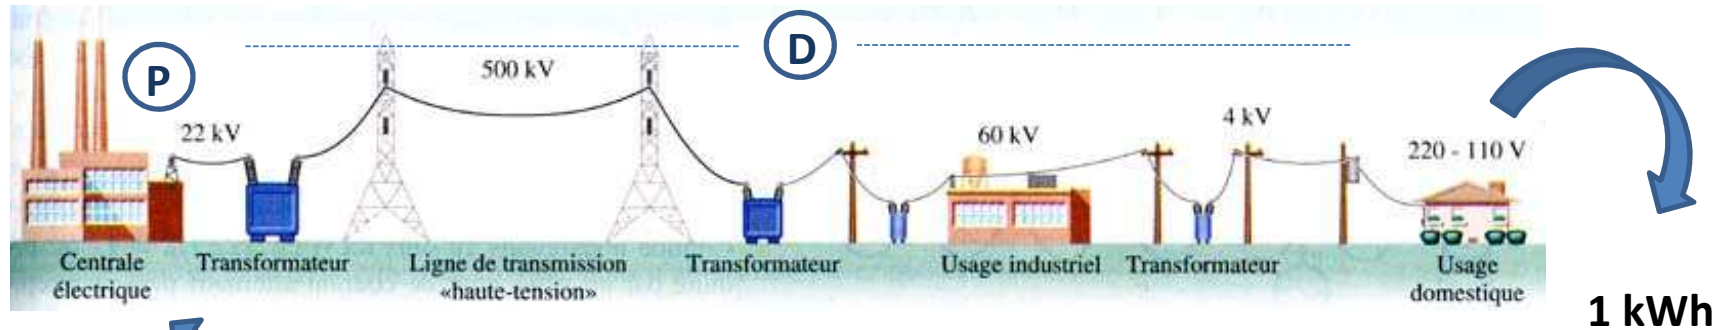 P
D
500 kV
22 kV
60 kV
4 kV
220 - 110 V
Centrale
électrique
Transformateur
Ligne de transmission
«haute-tension»
Transformateur
Usage industriel
Transformateur
Usage
domestique
1 kWh